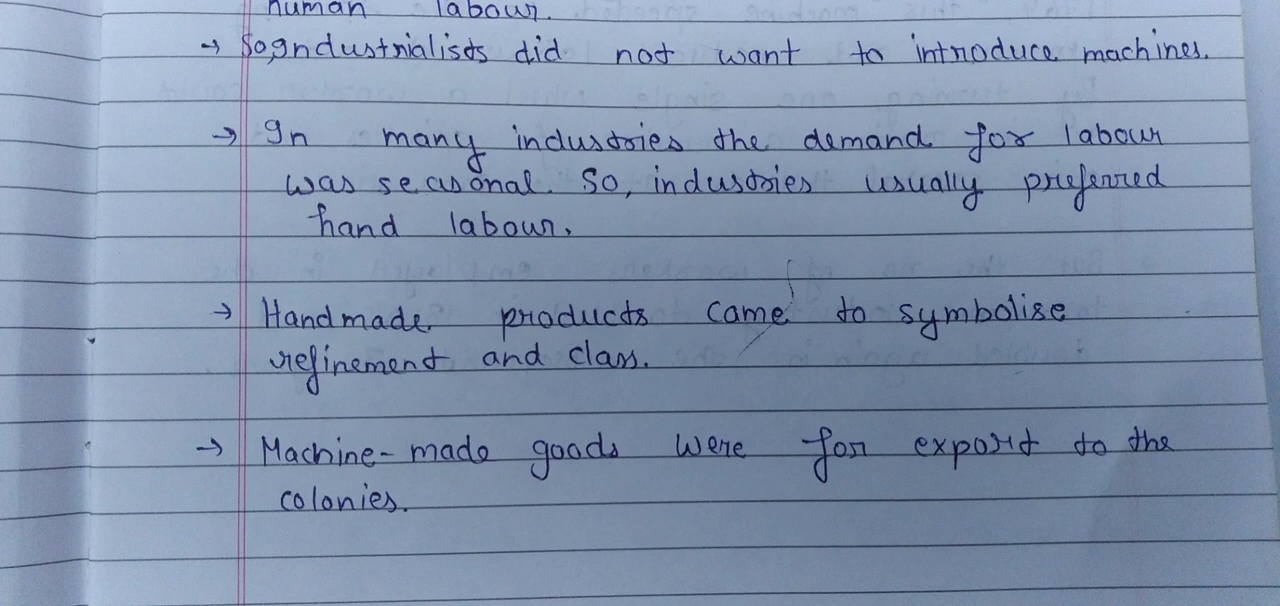 human labour.
→ So, Industrialists did not want to introduce machines.
→ In many industries the demand for labour
was seasonal. So, industries usually preferred
hand labour.
→ Handmade products came to symbolise
refinement and class.
→ Machine-made goods were for export to the
colonies.